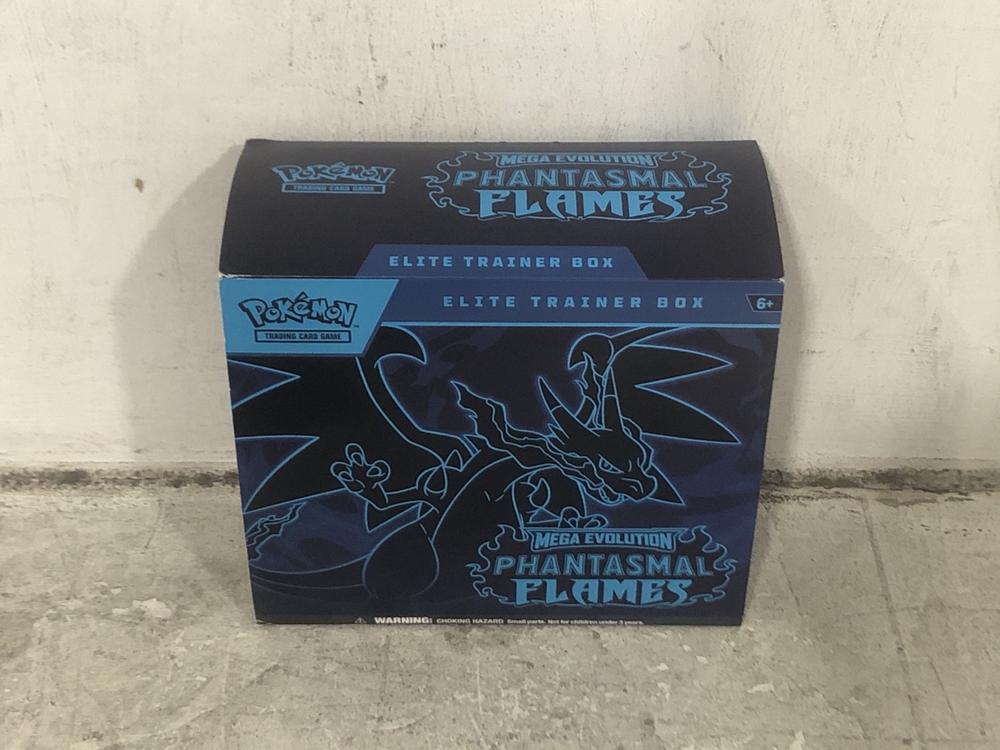 POKÉMON
TRADING CARD GAME
MEGA EVOLUTION
PHANTASMAL
FLAMES
ELITE TRAINER BOX
POKÉMON
TRADING CARD GAME
ELITE TRAINER BOX
6+
MEGA EVOLUTION
PHANTASMAL
FLAMES
WARNING: CHOKING HAZARD Small parts. Not for children under 3 years.